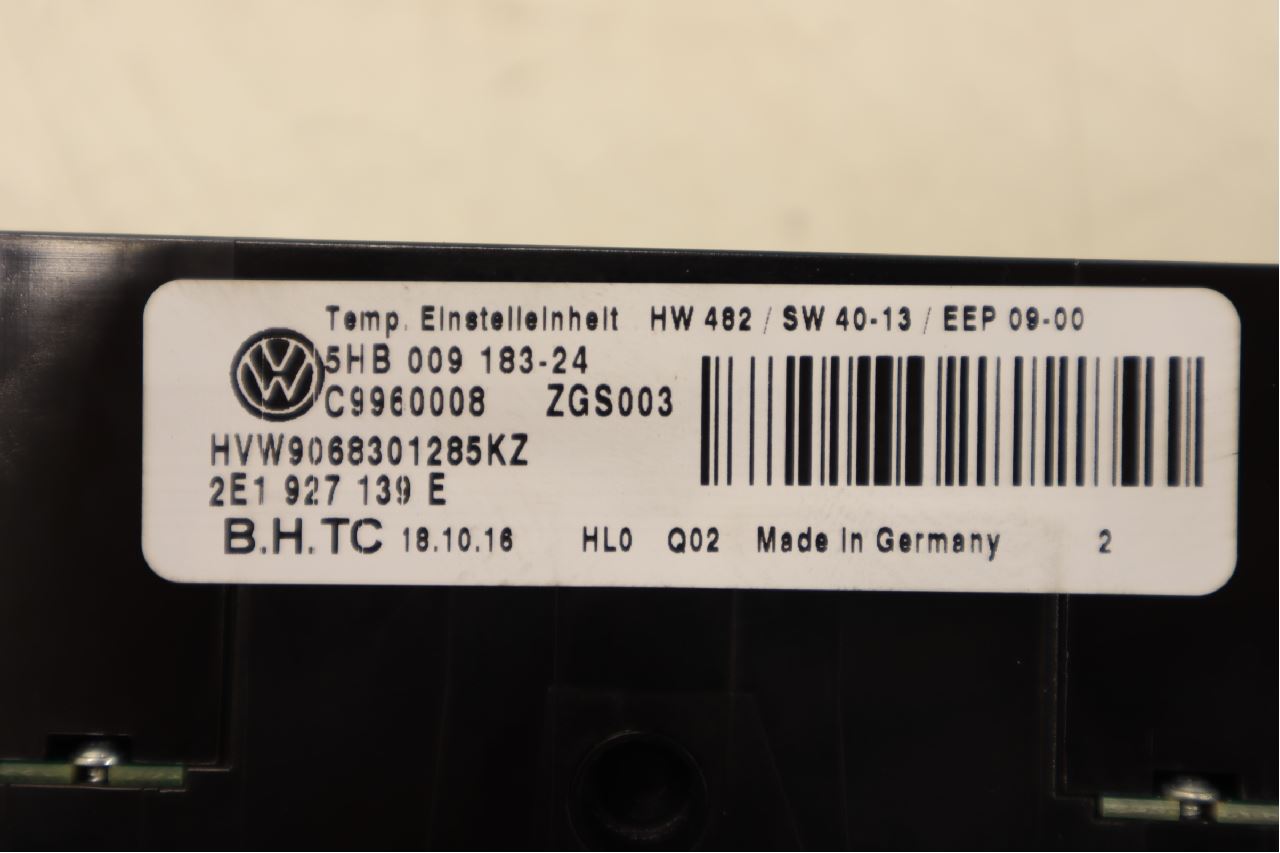 Temp. Einstelleinheit HW 482 / SW 40-13 / EEP 09-00
5HB 009 183-24
C9960008 ZGS003
HVW9068301285KZ
2E1 927 139 E
B.H.TC 18.10.16 HL0 Q02 Made in Germany 2